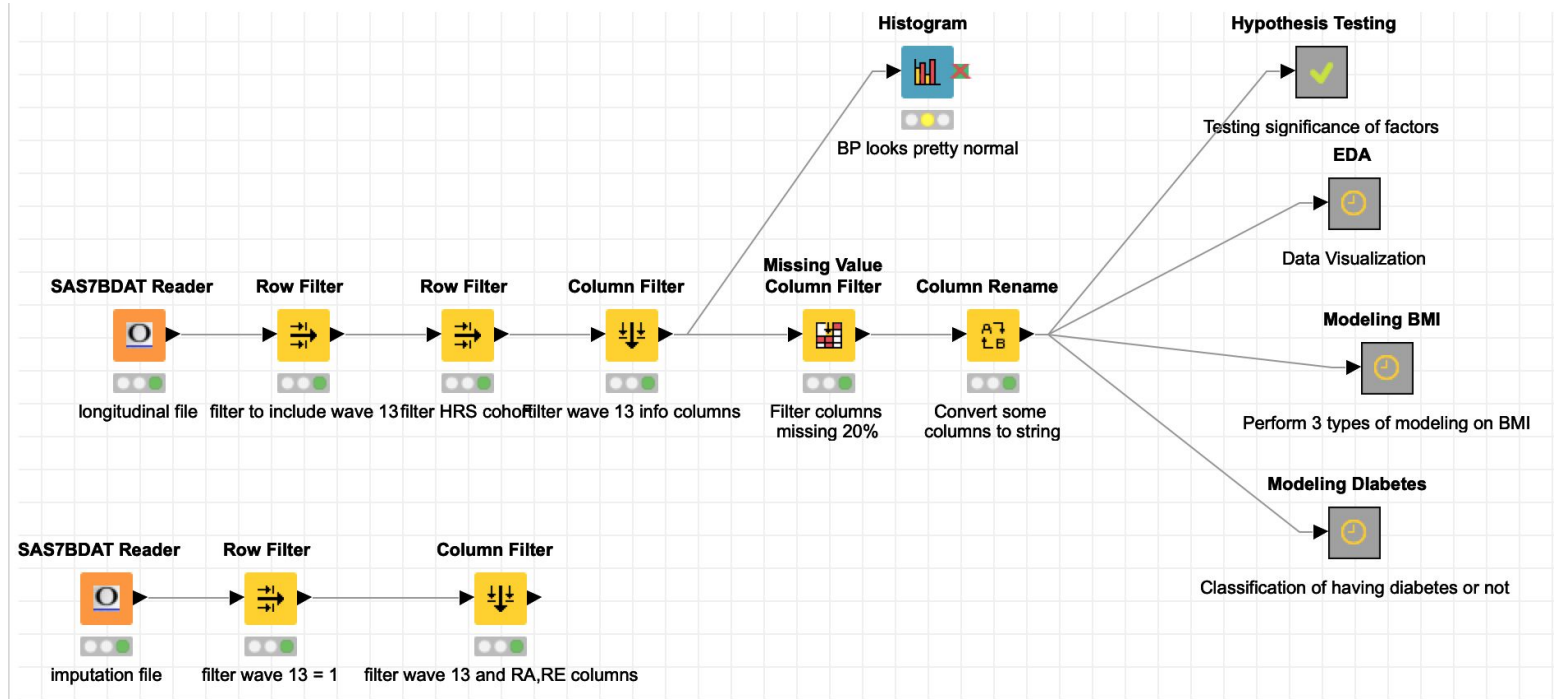 Histogram
BP looks pretty normal
Hypothesis Testing
Testing significance of factors
EDA
Data Visualization
SAS7BDAT Reader
longitudinal file
Row Filter
filter to include wave 13
Row Filter
filter HRS cohort
Column Filter
filter wave 13 info columns
Missing Value
Column Filter
Filter columns
missing 20%
Column Rename
A
B
Convert some
columns to string
Modeling BMI
Perform 3 types of modeling on BMI
Modeling DIabetes
Classification of having diabetes or not
SAS7BDAT Reader
imputation file
Row Filter
filter wave 13 = 1
Column Filter
filter wave 13 and RA,RE columns